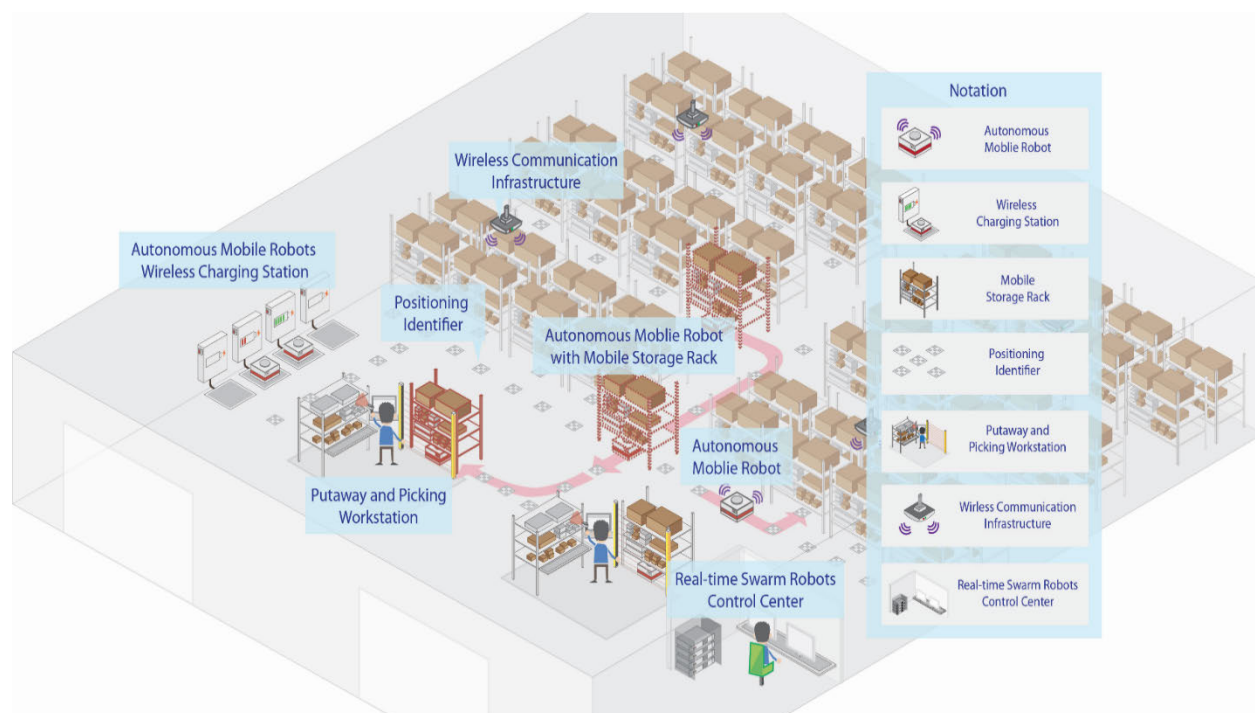 Wireless Communication
Infrastructure
Autonomous Mobile Robots
Wireless Charging Station
Positioning
Identifier
Autonomous Moblie Robot
with Mobile Storage Rack
Autonomous
Moblie Robot
Putaway and Picking
Workstation
Real-time Swarm Robots
Control Center
Notation
Autonomous
Moblie Robot
Wireless
Charging Station
Mobile
Storage Rack
Positioning
Identifier
Putaway and
Picking Workstation
Wirless Communication
Infrastructure
Real-time Swarm Robots
Control Center